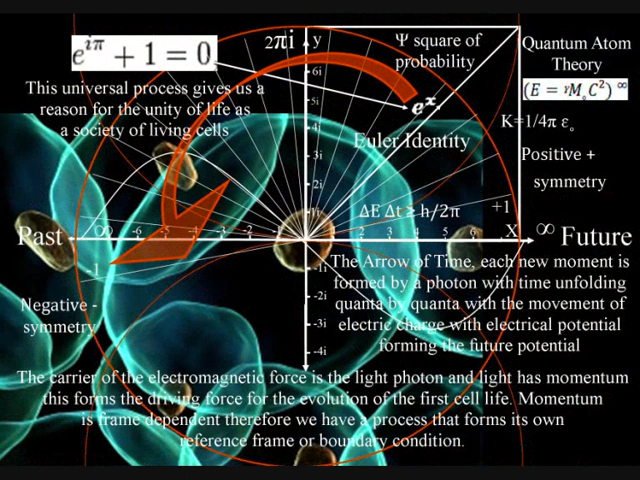 e^iπ + 1 = 0
2πi
y
Ψ square of
probability
Quantum Atom
Theory
(E = γM˳C²) ∞
This universal process gives us a
reason for the unity of life as
a society of living cells
e^x
Euler Identity
K=1/4π ε˳
Positive +
symmetry
6i
5i
4i
3i
2i
1i
ΔE Δt ≥ h/2π
+1
Past
∞
-6 -5 -4 -3 -2 -1
1 2 3 4 5 6
X
∞
Future
-1
-1i
-2i
-3i
-4i
Negative -
symmetry
The Arrow of Time, each new moment is
formed by a photon with time unfolding
quanta by quanta with the movement of
electric charge with electrical potential
forming the future potential
The carrier of the electromagnetic force is the light photon and light has momentum
this forms the driving force for the evolution of the first cell life. Momentum
is frame dependent therefore we have a process that forms its own
reference frame or boundary condition.